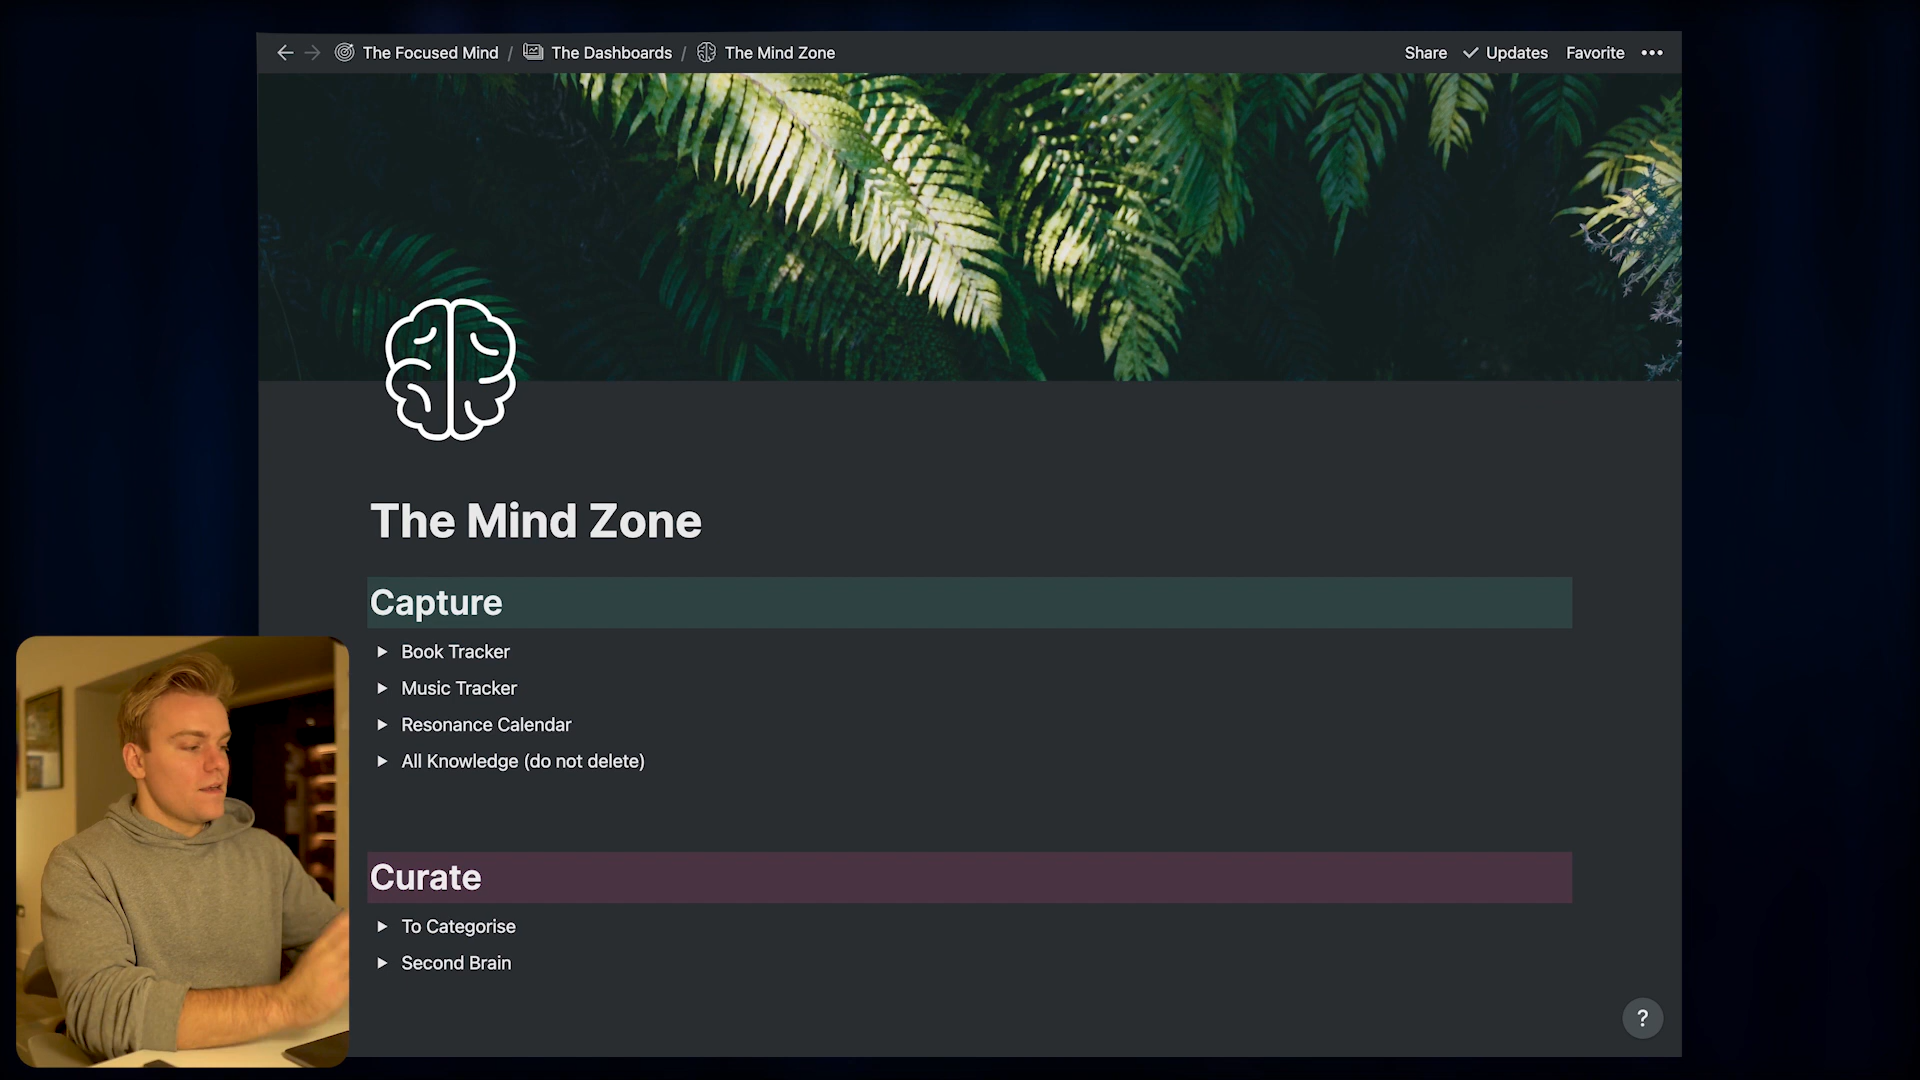 The Focused Mind / The Dashboards / The Mind Zone
Share Updates Favorite
The Mind Zone
Capture
Book Tracker
Music Tracker
Resonance Calendar
All Knowledge (do not delete)
Curate
To Categorise
Second Brain
?